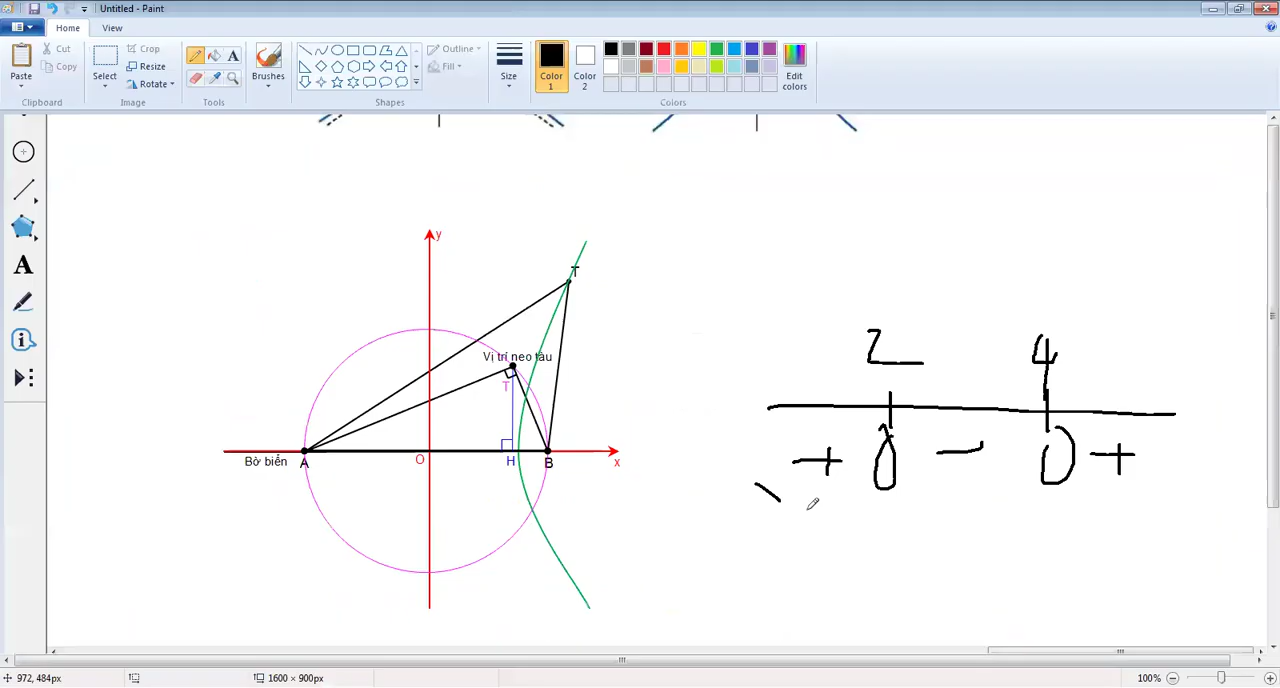 Untitled - Paint
Home View
Paste
Cut
Copy
Clipboard
Select
Crop
Resize
Rotate
Image
A
Tools
Brushes
Outline
Fill
Shapes
Size
Color
1
Color
2
Edit
colors
Colors
A
y
T
Vị trí neo tàu
T
Bờ biển
A
O
H
B
x
2 4
+ 0 - 0 +
972, 484px
1600 × 900px
100%